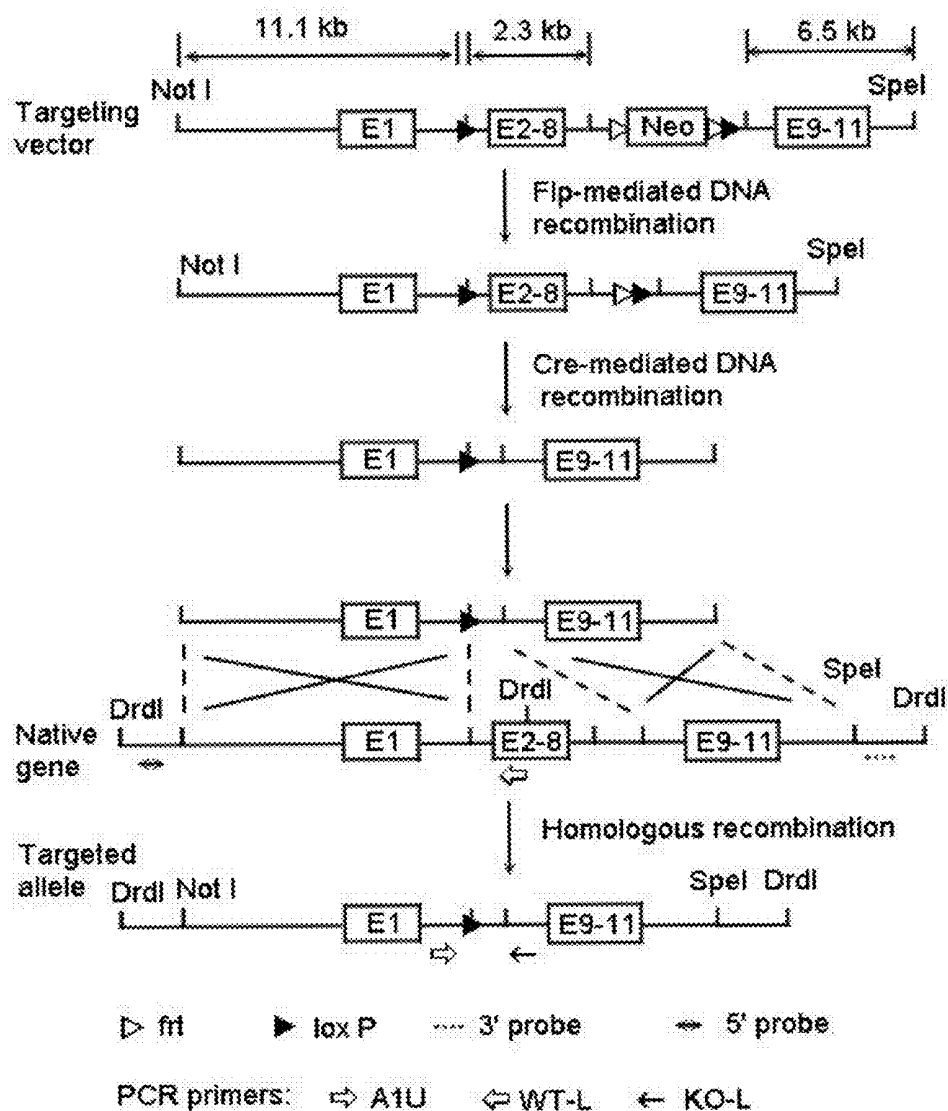 11.1 kb 2.3 kb 6.5 kb
Not I SpeI
Targeting
vector
E1 E2-8 Neo E9-11
Flp-mediated DNA
recombination
Not I SpeI
E1 E2-8 E9-11
Cre-mediated DNA
recombination
E1 E9-11
E1 E9-11
SpeI
DrdI DrdI DrdI
Native
gene
E1 E2-8 E9-11
Homologous recombination
Targeted
allele
DrdI Not I SpeI DrdI
E1 E9-11
frt lox P 3' probe 5' probe
PCR primers: A1U WT-L KO-L